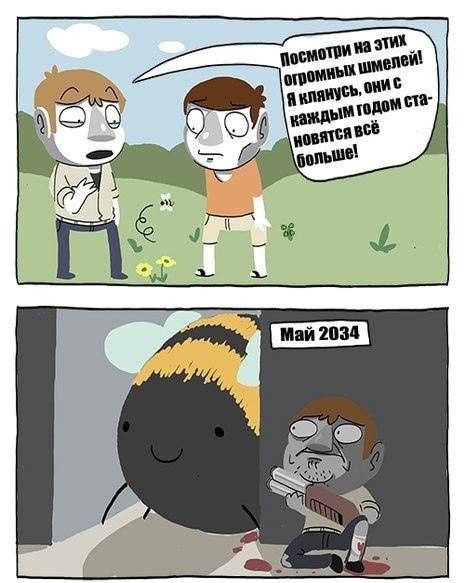 Посмотри на этих
огромных шмелей!
Я клянусь, они с
каждым годом ста-
новятся всё
больше!
Май 2034